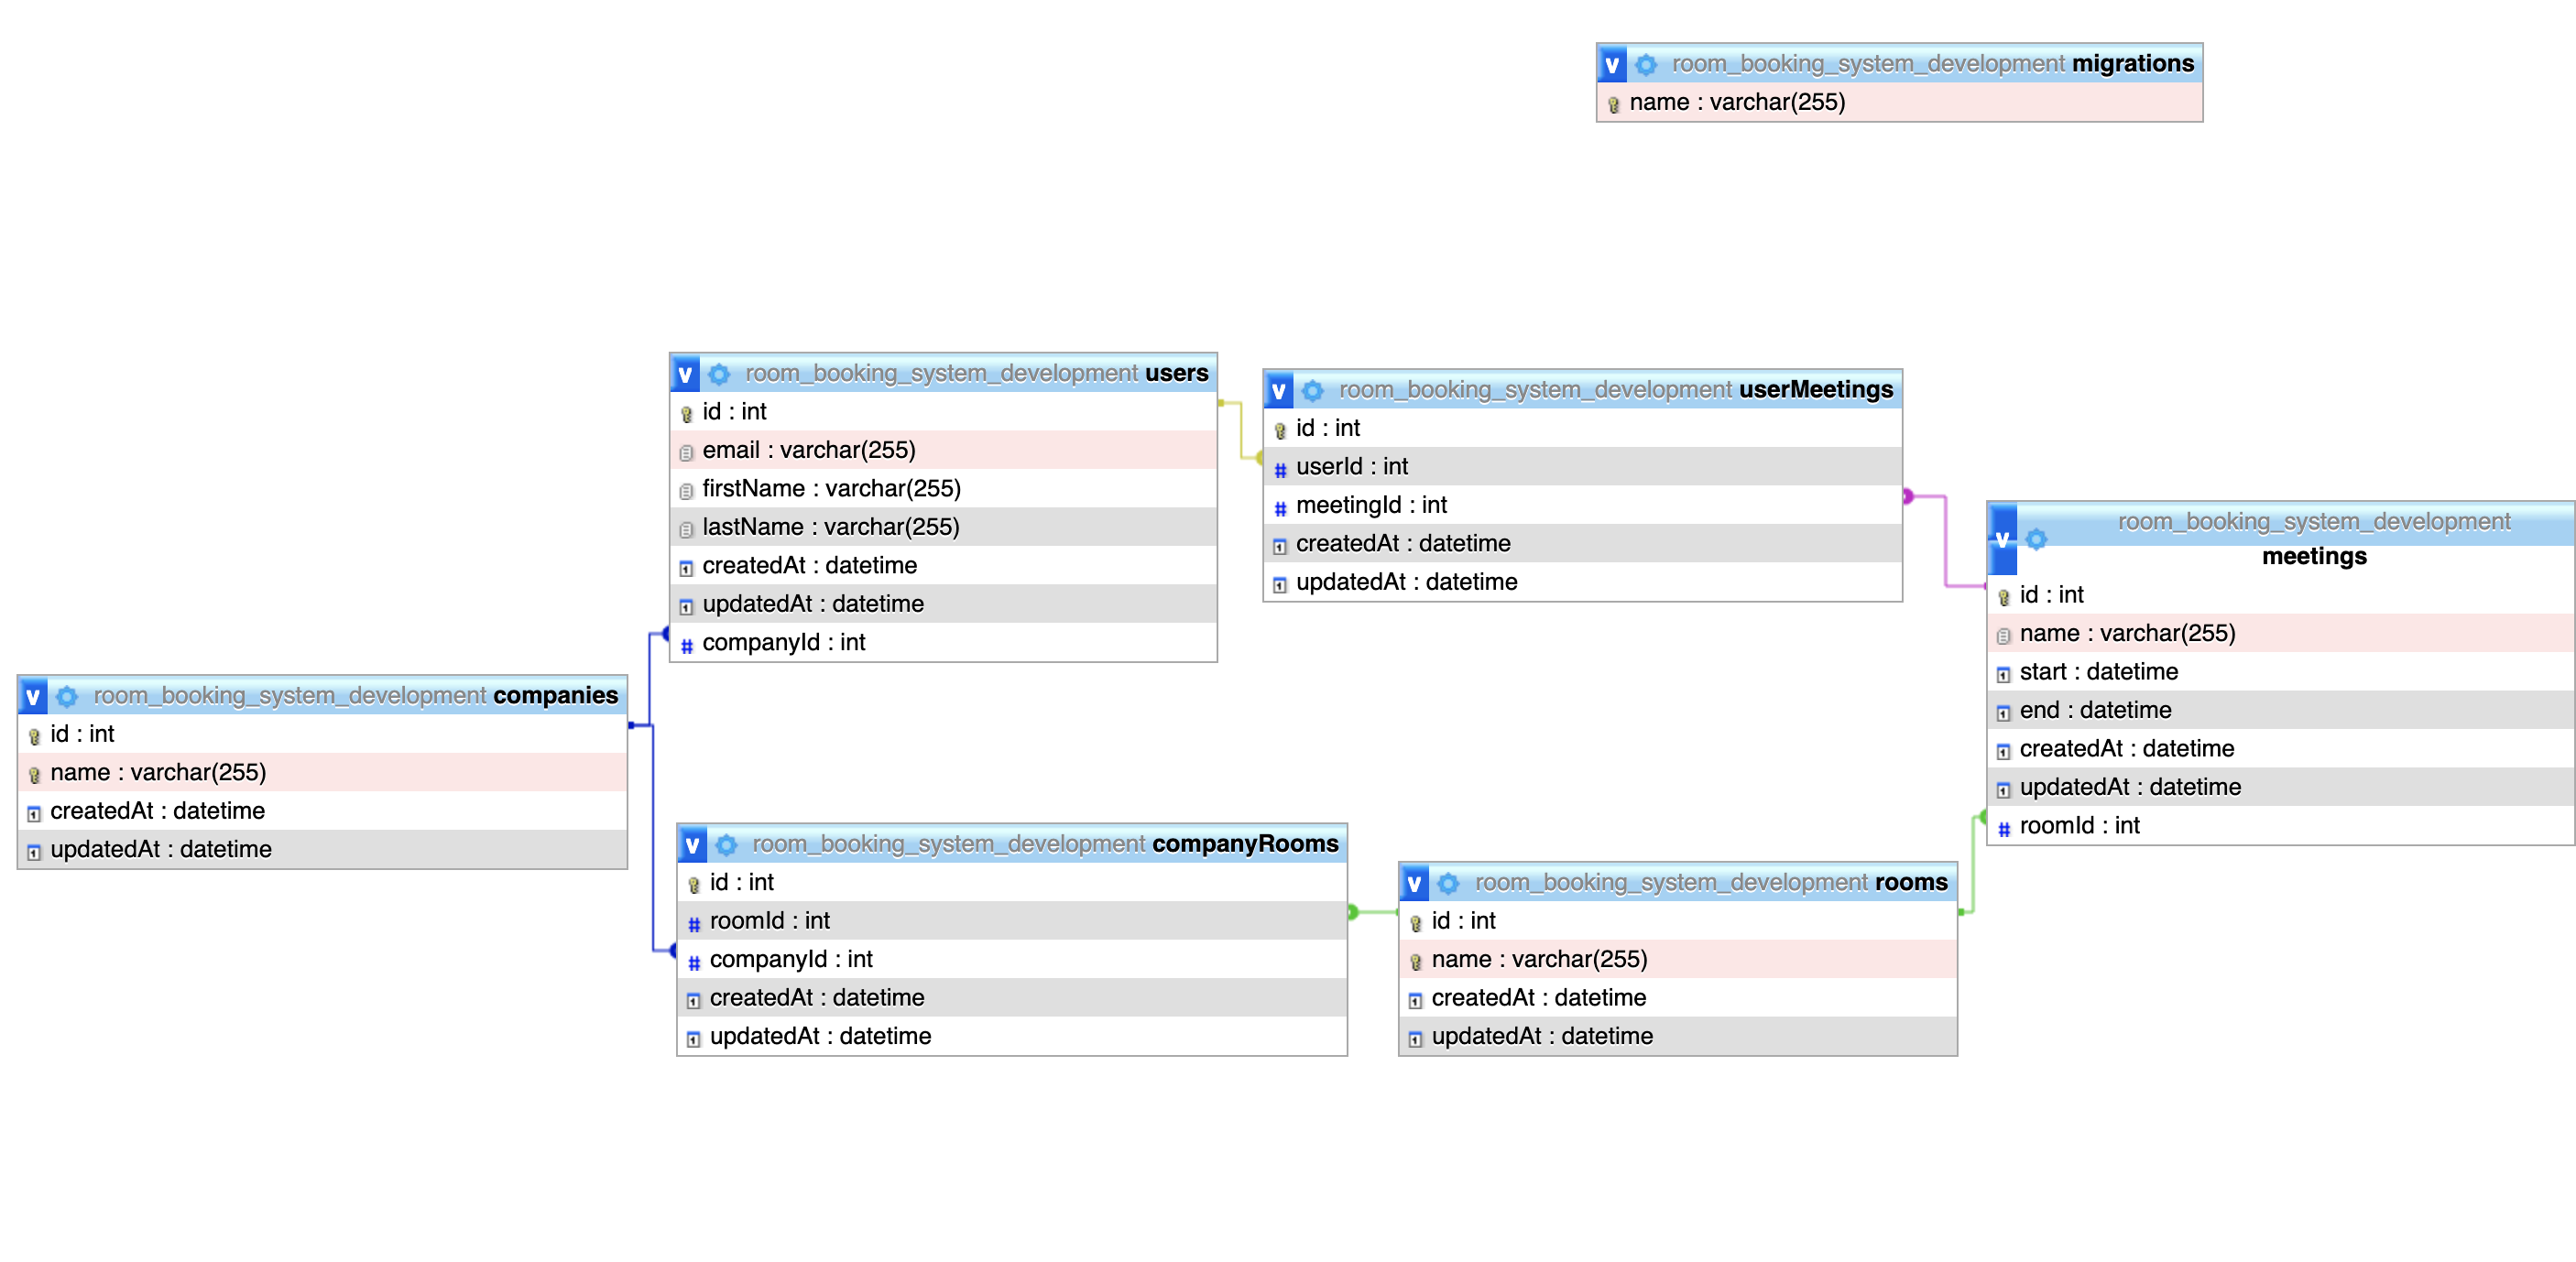 room_booking_system_development migrations
name : varchar(255)
room_booking_system_development users
id : int
email : varchar(255)
firstName : varchar(255)
lastName : varchar(255)
createdAt : datetime
updatedAt : datetime
companyId : int
room_booking_system_development userMeetings
id : int
userId : int
meetingId : int
createdAt : datetime
updatedAt : datetime
room_booking_system_development
meetings
id : int
name : varchar(255)
start : datetime
end : datetime
createdAt : datetime
updatedAt : datetime
roomId : int
room_booking_system_development companies
id : int
name : varchar(255)
createdAt : datetime
updatedAt : datetime
room_booking_system_development companyRooms
id : int
roomId : int
companyId : int
createdAt : datetime
updatedAt : datetime
room_booking_system_development rooms
id : int
name : varchar(255)
createdAt : datetime
updatedAt : datetime